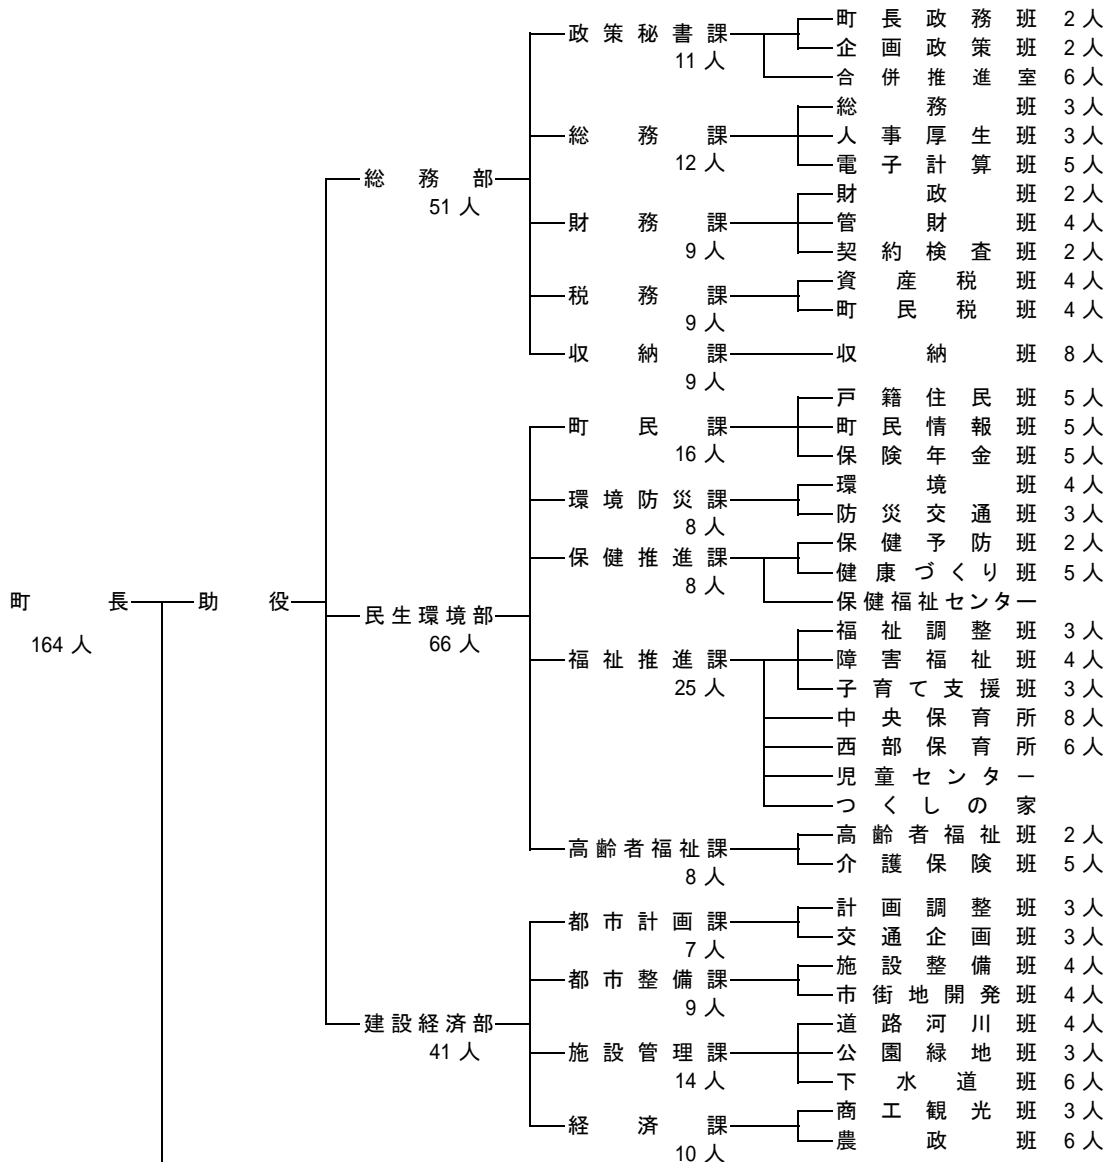 町長政務班 2人
政策秘書課
企画政策班 2人
11人
合併推進室 6人
総務班 3人
総務課
人事厚生班 3人
12人
電子計算班 5人
総務部
財政班 2人
51人
財務課
管財班 4人
9人
契約検査班 2人
資産税班 4人
税務課
町民税班 4人
9人
収納課
収納班 8人
9人
戸籍住民班 5人
町民課
町民情報班 5人
16人
保険年金班 5人
環境班 4人
環境防災課
防災交通班 3人
8人
保健予防班 2人
保健推進課
健康づくり班 5人
8人
町長
助役
保健福祉センター
164人
民生環境部
66人
福祉調整班 3人
福祉推進課
障害福祉班 4人
25人
子育て支援班 3人
中央保育所 8人
西部保育所 6人
児童センター
つくしの家
高齢者福祉班 2人
高齢者福祉課
介護保険班 5人
8人
計画調整班 3人
都市計画課
交通企画班 3人
7人
施設整備班 4人
都市整備課
市街地開発班 4人
9人
建設経済部
道路河川班 4人
41人
施設管理課
公園緑地班 3人
14人
下水道班 6人
商工観光班 3人
経済課
農政班 6人
10人